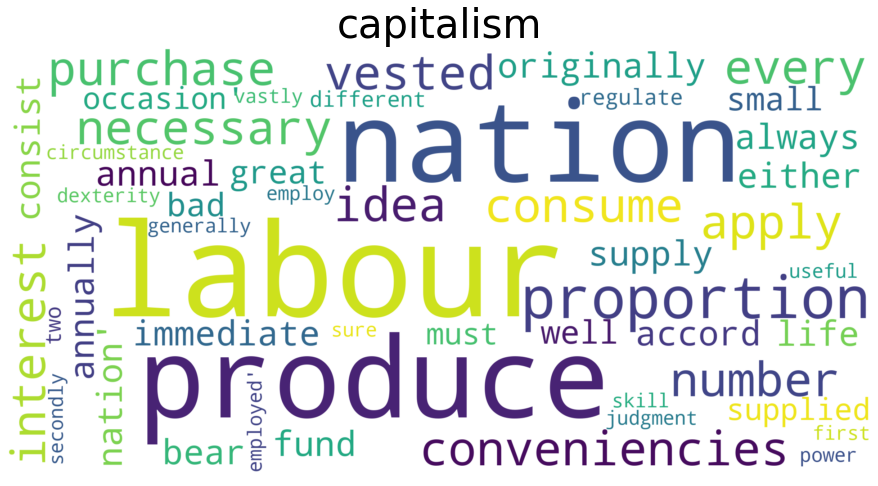 capitalism
purchase vested originally every
occasion' vastly different regulate small
necessary nation always
circumstance annual great either
dexterity bad employ idea consume apply
generally labour supply
consist interest annually proportion useful
two immediate sure must well accord life
nation' produce number
secondly employed' skill supplied
judgment first
bear fund conveniencies power